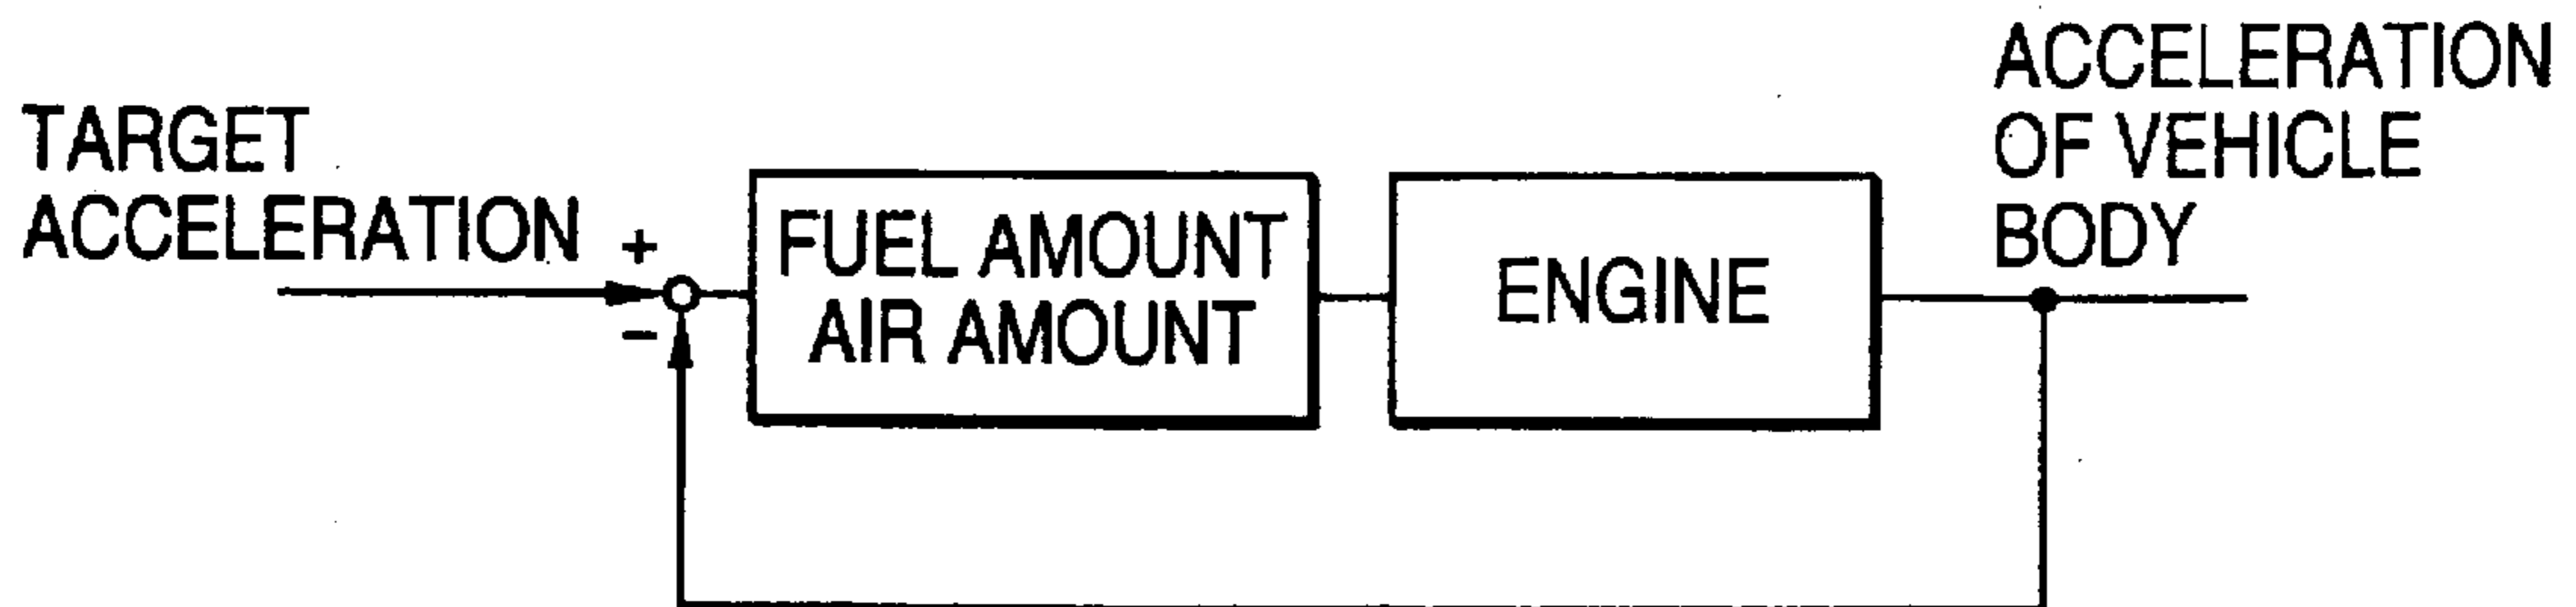 TARGET
ACCELERATION
+
−
FUEL AMOUNT
AIR AMOUNT
ENGINE
ACCELERATION
OF VEHICLE
BODY